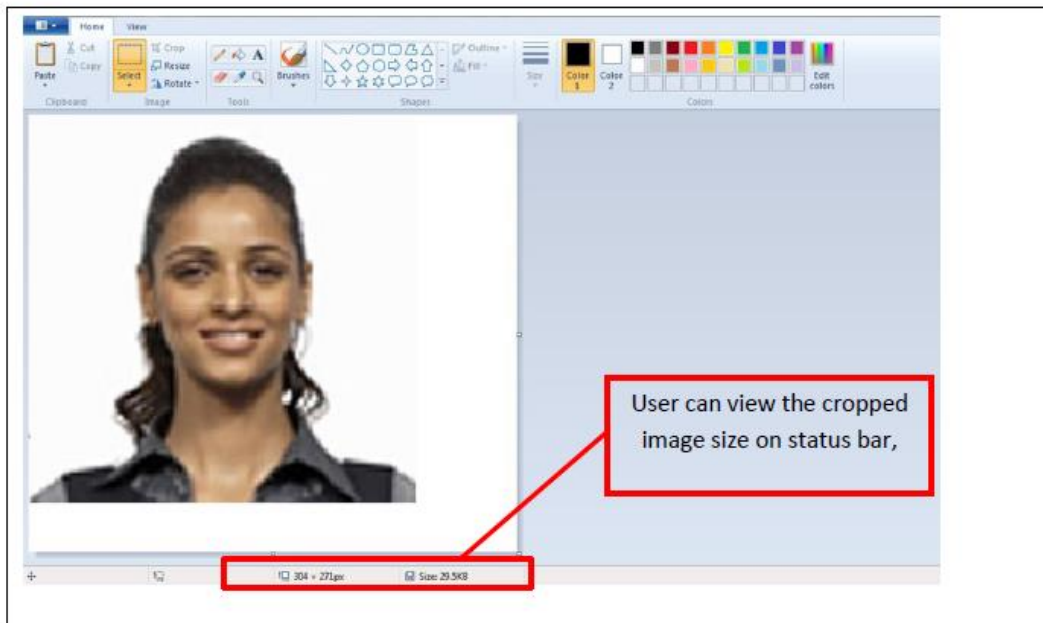 Home View
Cut
Copy
Paste
Clipboard
Select
Crop
Resize
Rotate
Image
A
Tools
Brushes
Outline
Fill
Shapes
Size
Color
1
Color
2
Edit
colors
Colors
User can view the cropped
image size on status bar,
304 × 271px Size: 29.5KB